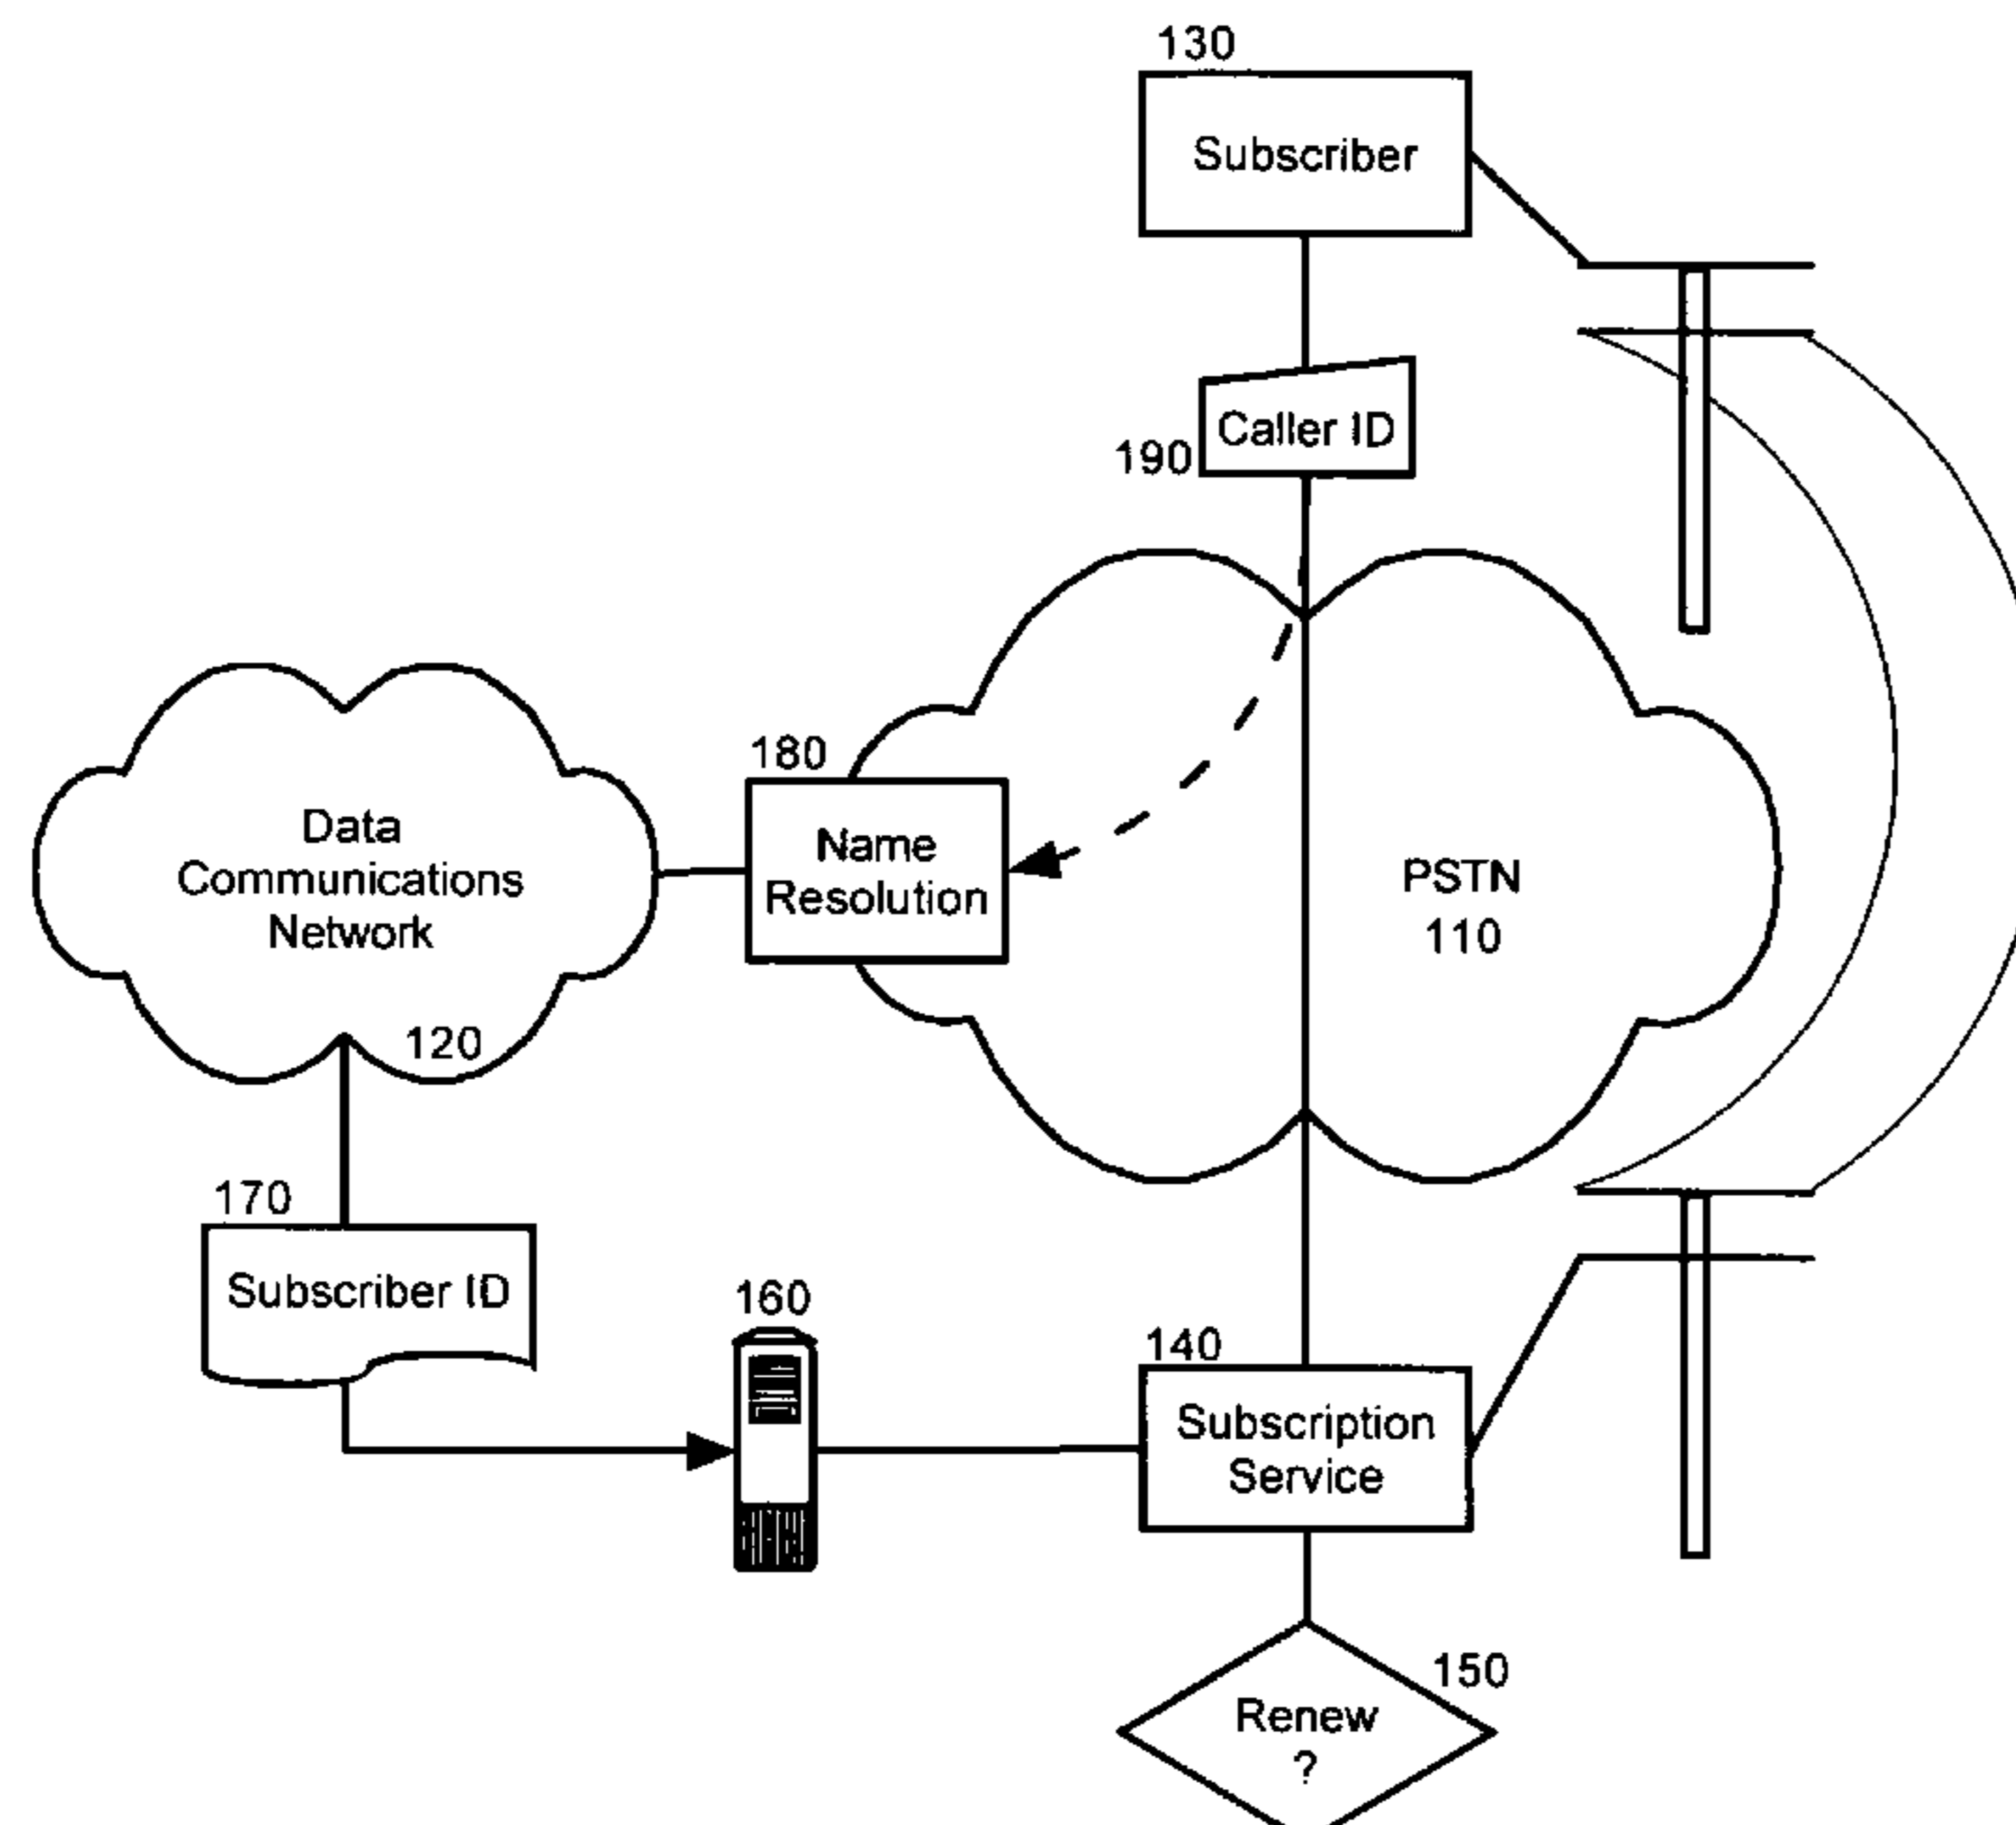 130
Subscriber
Caller ID
190
180
Name
Resolution
Data
Communications
Network
120
PSTN
110
170
Subscriber ID
160
140
Subscription
Service
150
Renew
?